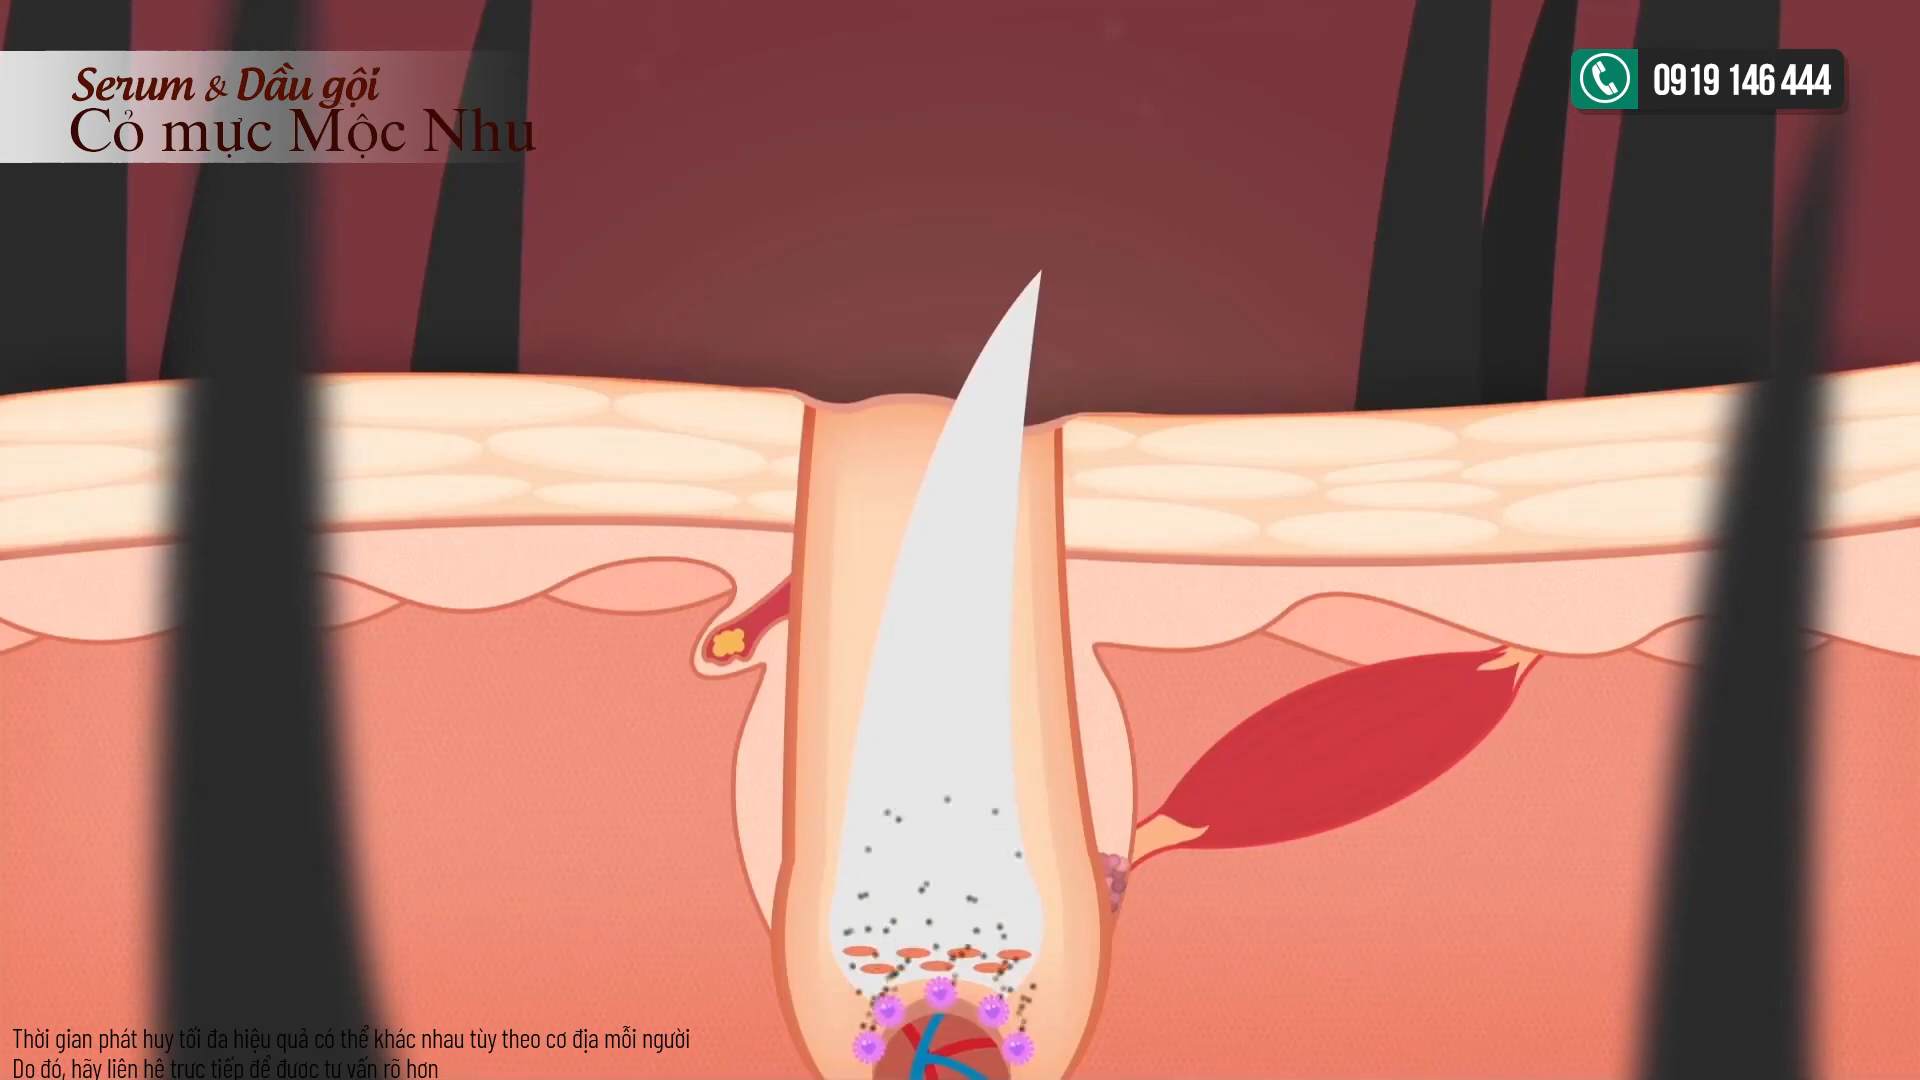 Serum & Dầu gội
Cỏ mực Mộc Nhu
0919 146 444
Thời gian phát huy tối đa hiệu quả có thể khác nhau tùy theo cơ địa mỗi người
Do đó, hãy liên hệ trực tiếp để được tư vấn rõ hơn